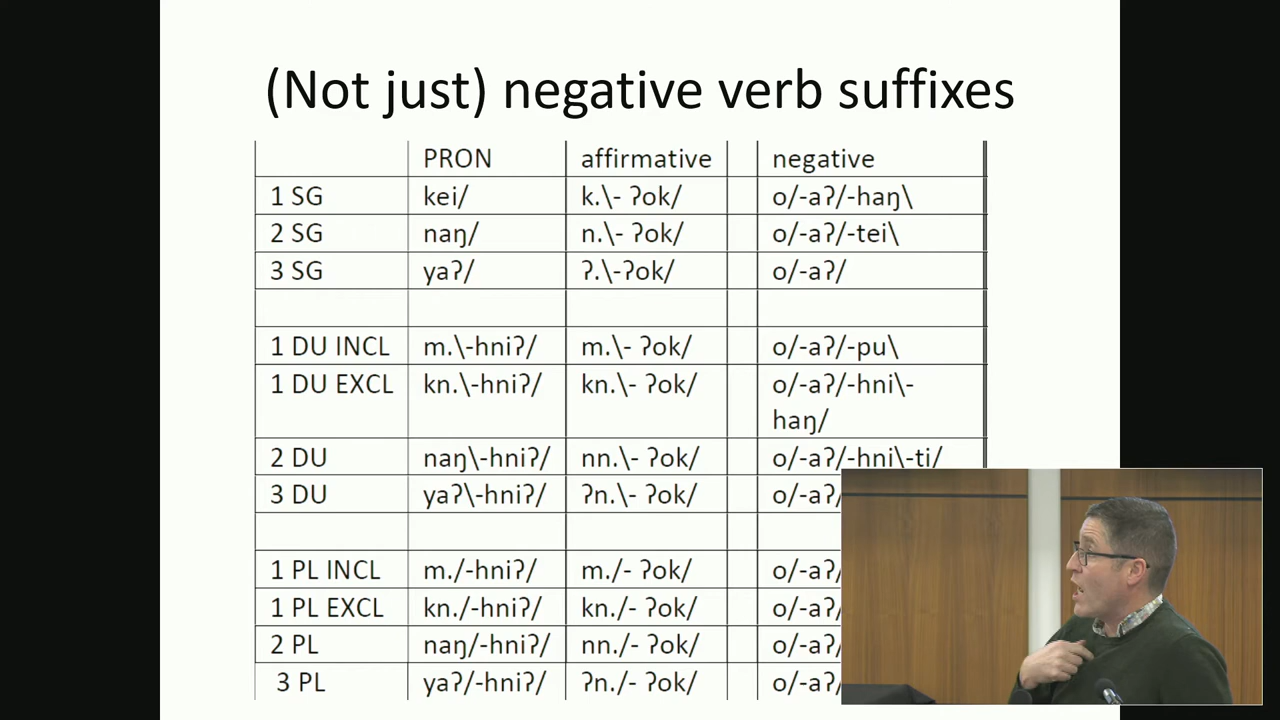 (Not just) negative verb suffixes
PRON affirmative negative
1 SG kei/ k.\- ʔok/ o/-aʔ/-haŋ\
2 SG naŋ/ n.\- ʔok/ o/-aʔ/-tei\
3 SG yaʔ/ ʔ.\-ʔok/ o/-aʔ/
1 DU INCL m.\-hniʔ/ m.\- ʔok/ o/-aʔ/-pu\
1 DU EXCL kn.\-hniʔ/ kn.\- ʔok/ o/-aʔ/-hni\-
haŋ/
2 DU naŋ\-hniʔ/ nn.\- ʔok/ o/-aʔ/-hni\-ti/
3 DU yaʔ\-hniʔ/ ʔn.\- ʔok/ o/-aʔ/
1 PL INCL m./-hniʔ/ m./- ʔok/ o/-aʔ/
1 PL EXCL kn./-hniʔ/ kn./- ʔok/ o/-aʔ/
2 PL naŋ/-hniʔ/ nn./- ʔok/ o/-aʔ/
3 PL yaʔ/-hniʔ/ ʔn./- ʔok/ o/-aʔ/